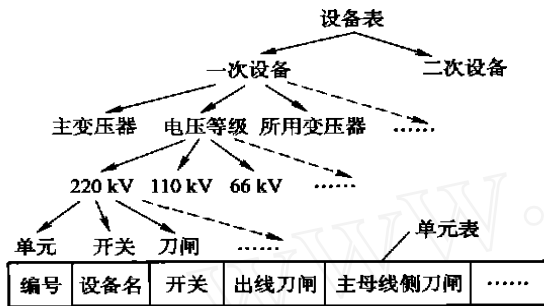 设备表
一次设备 二次设备
主变压器 电压等级 所用变压器 ……
220 kV 110 kV 66 kV ……
单元 开关 刀闸 …… 单元表
编号 设备名 开关 出线刀闸 主母线侧刀闸 ……
www.